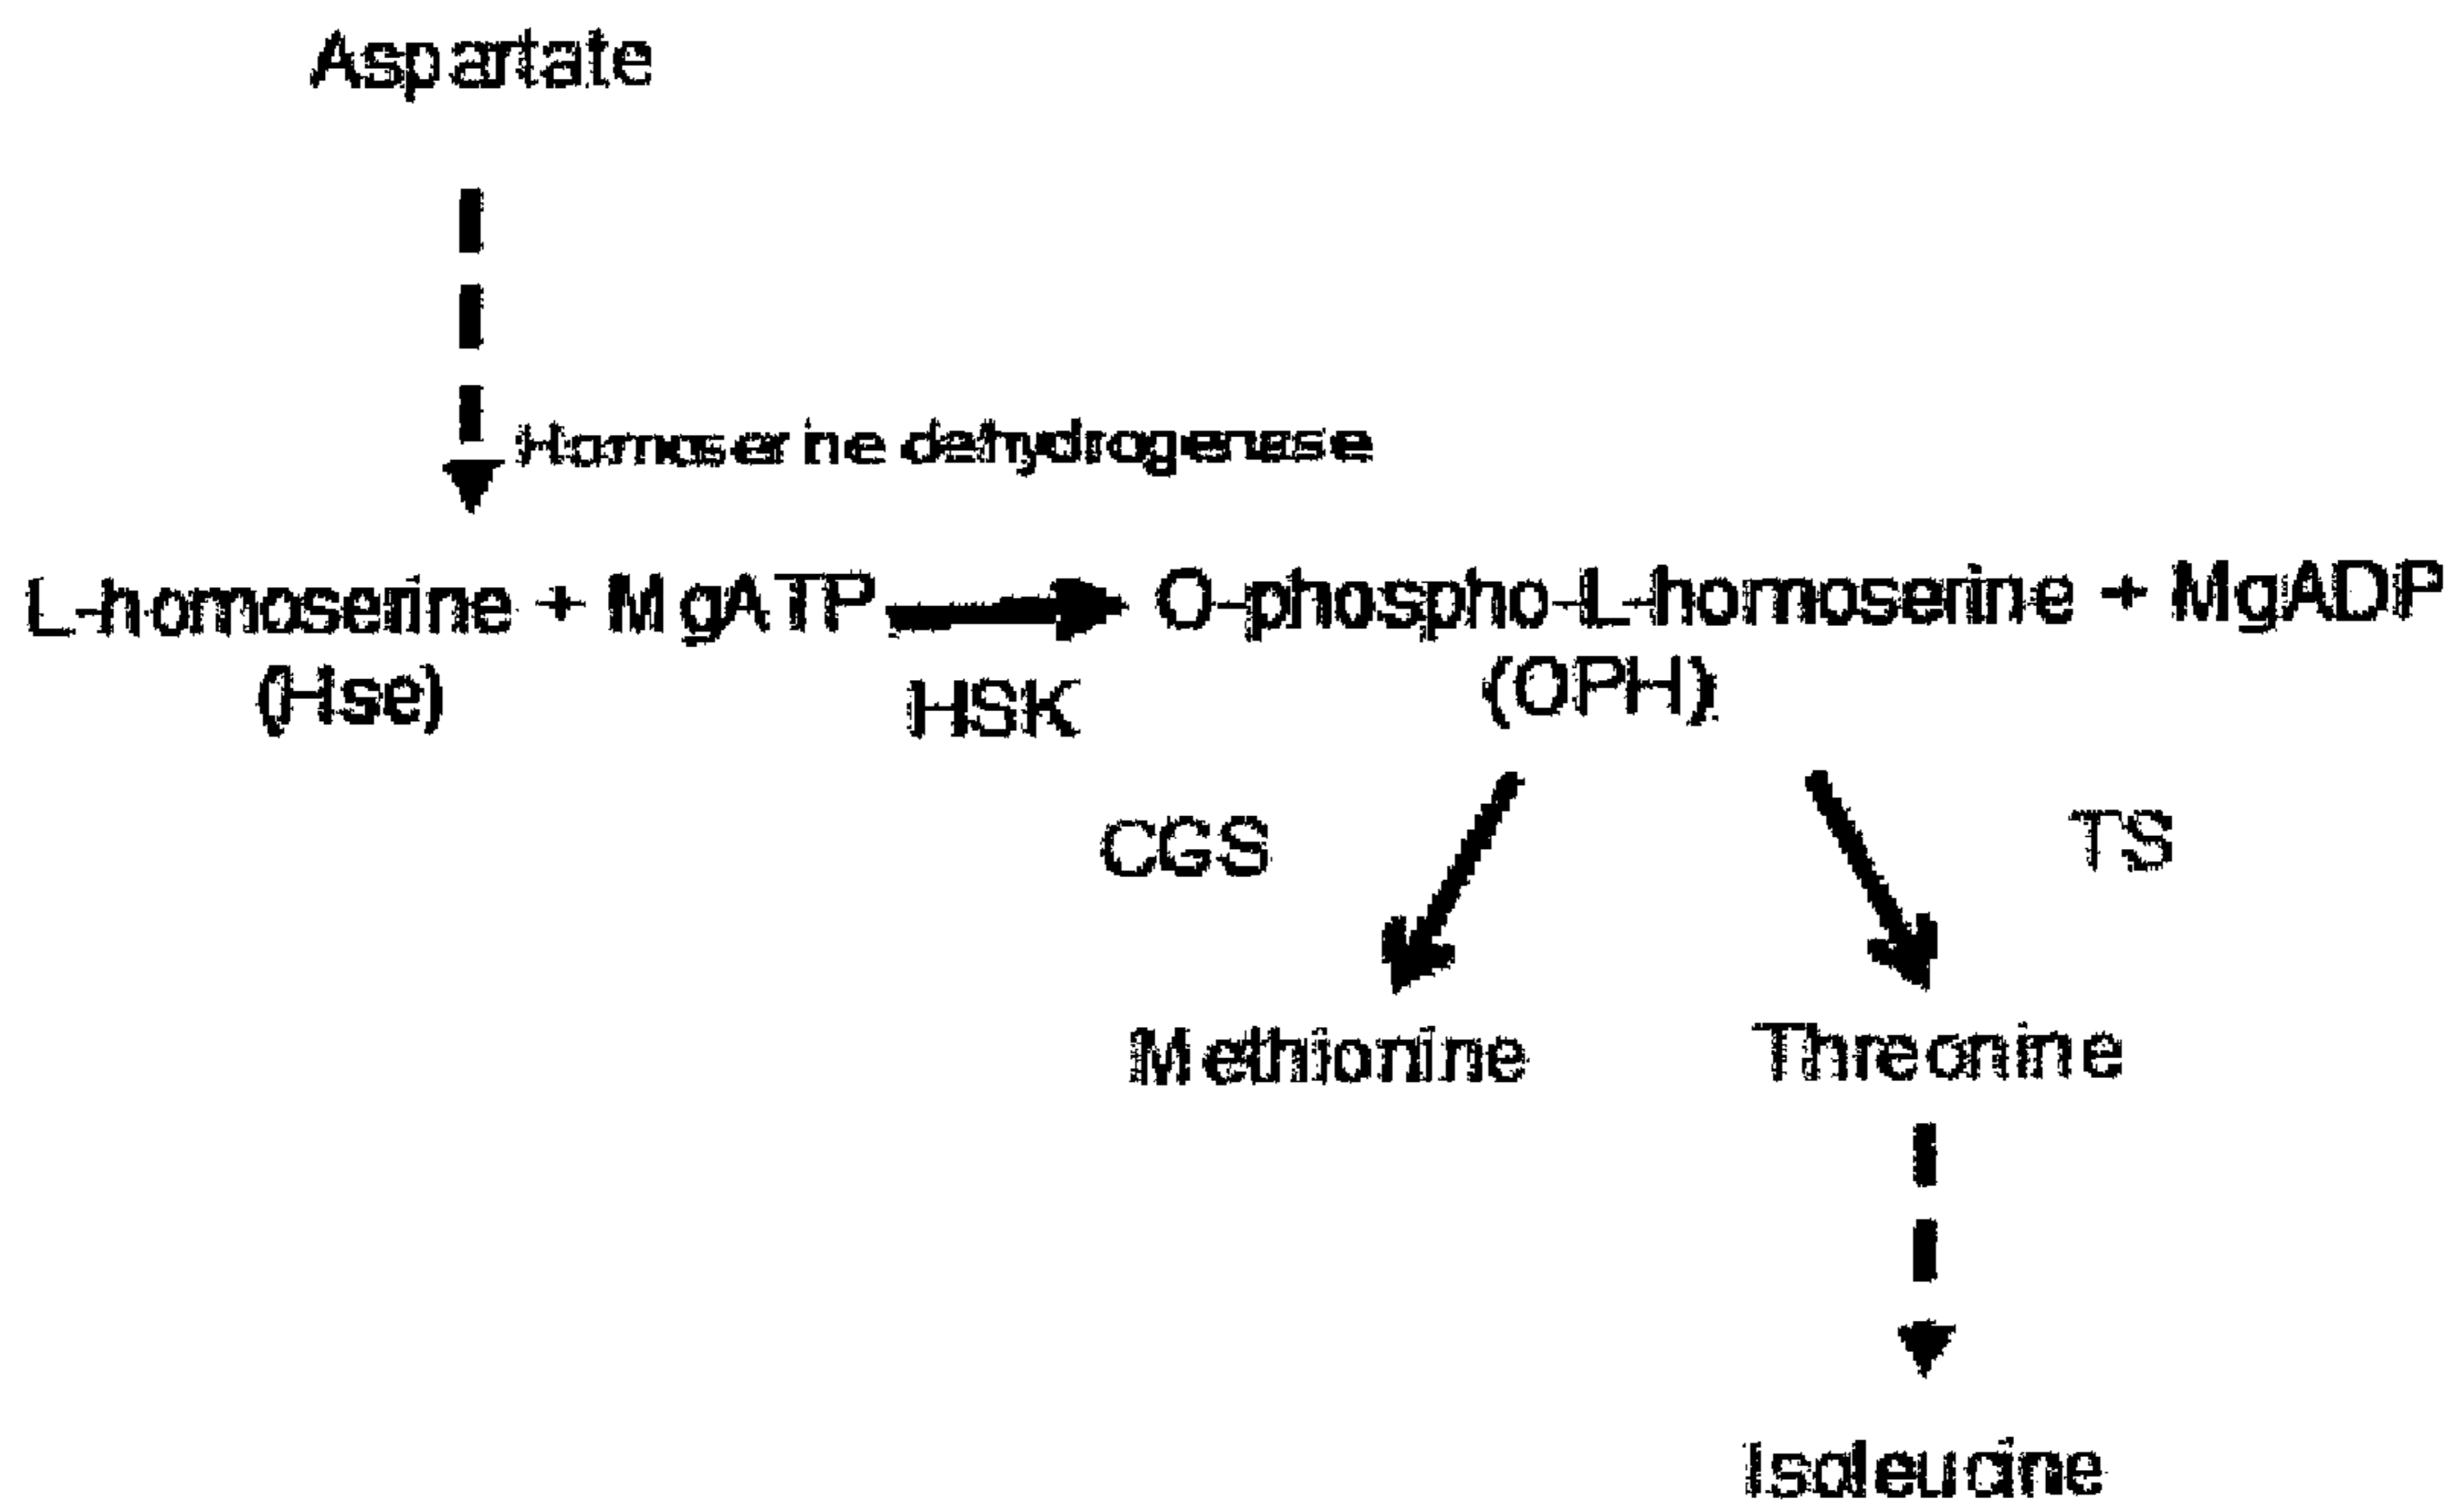 Aspartate
Homoserine dehydrogenase
L-homoserine + MgATP O-phospho-L-homoserine + MgADP
(Hse) HSK (OPH)
CGS TS
Methionine Threonine
Isoleucine